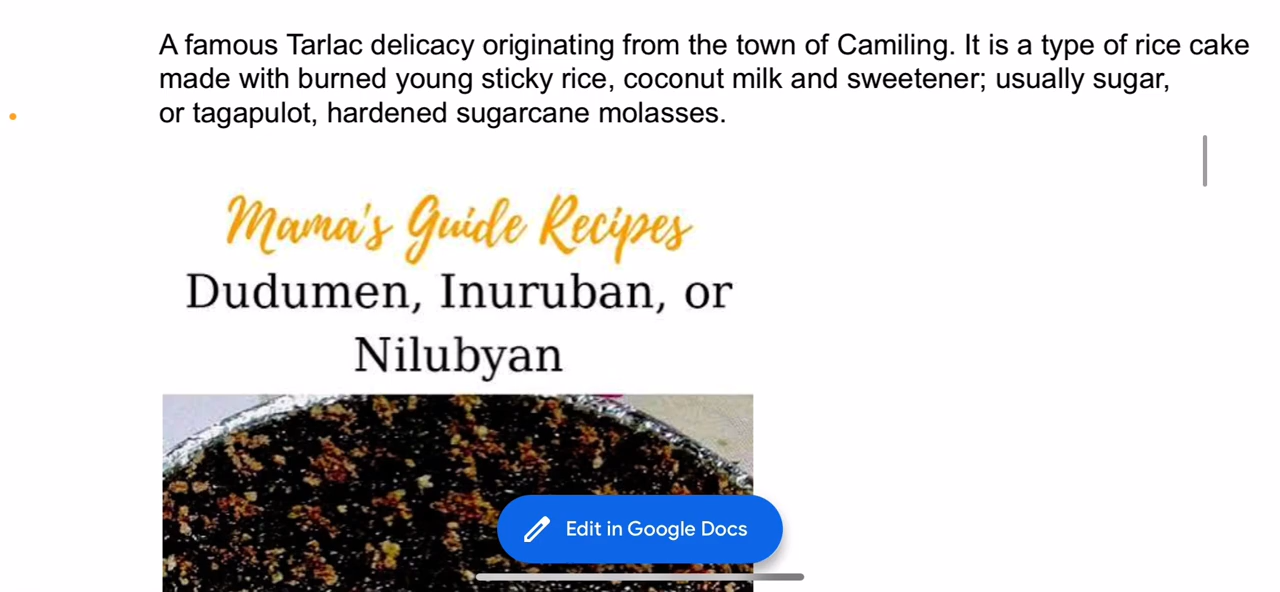 A famous Tarlac delicacy originating from the town of Camiling. It is a type of rice cake
made with burned young sticky rice, coconut milk and sweetener; usually sugar,
or tagapulot, hardened sugarcane molasses.
Mama's Guide Recipes
Dudumen, Inuruban, or
Nilubyan
Edit in Google Docs